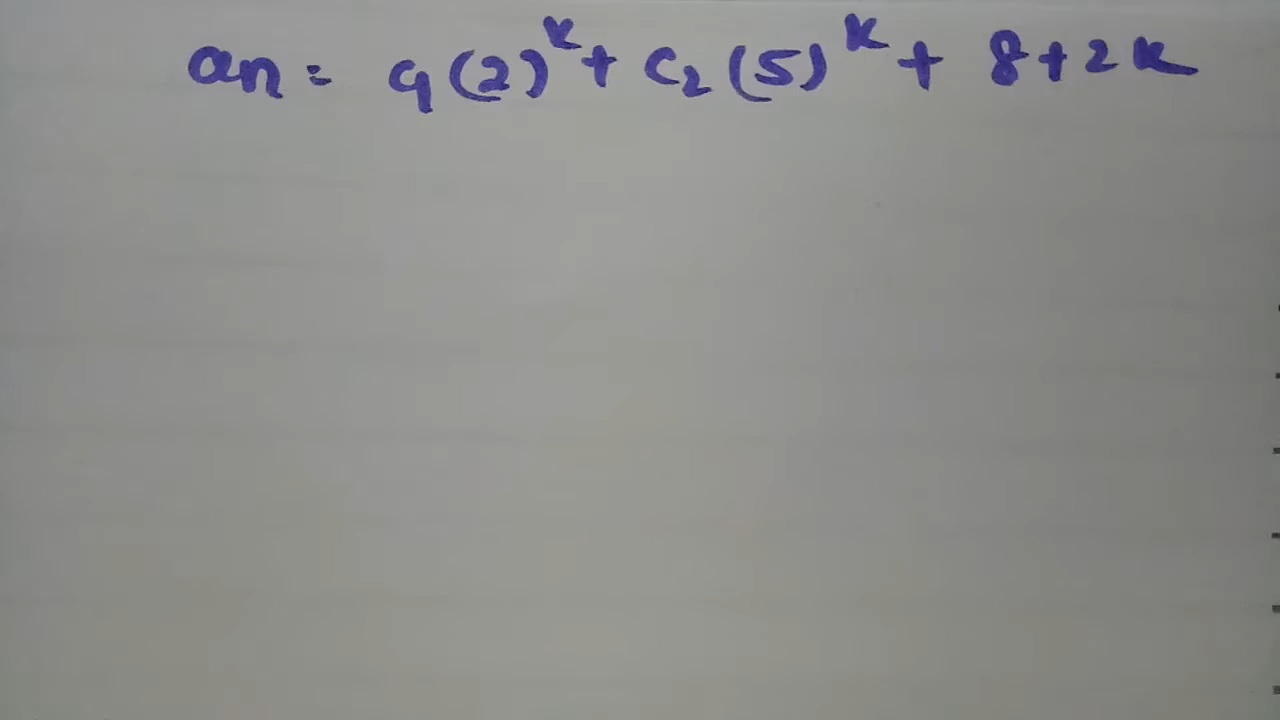 an = c₁(2)^k + c₂(5)^k + 8+2k